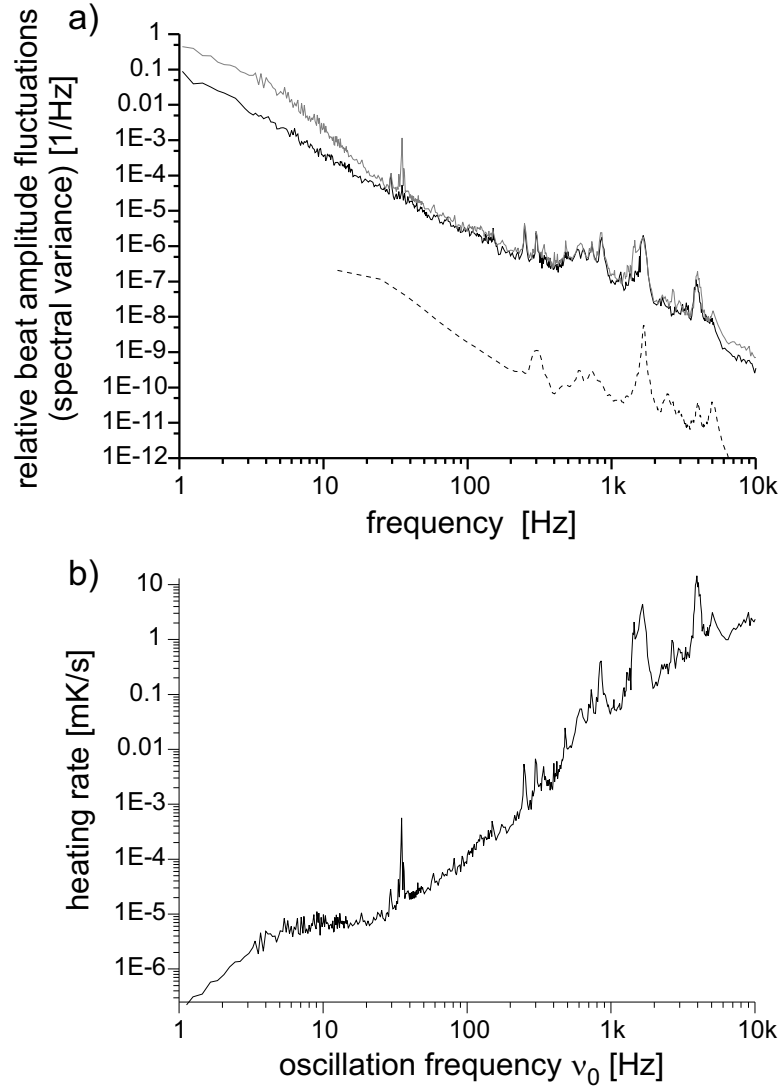 a)
relative beat amplitude fluctuations
(spectral variance) [1/Hz]
1
0.1
0.01
1E-3
1E-4
1E-5
1E-6
1E-7
1E-8
1E-9
1E-10
1E-11
1E-12
1 10 100 1k 10k
frequency [Hz]
b)
heating rate [mK/s]
10
1
0.1
0.01
1E-3
1E-4
1E-5
1E-6
1 10 100 1k 10k
oscillation frequency ν0 [Hz]